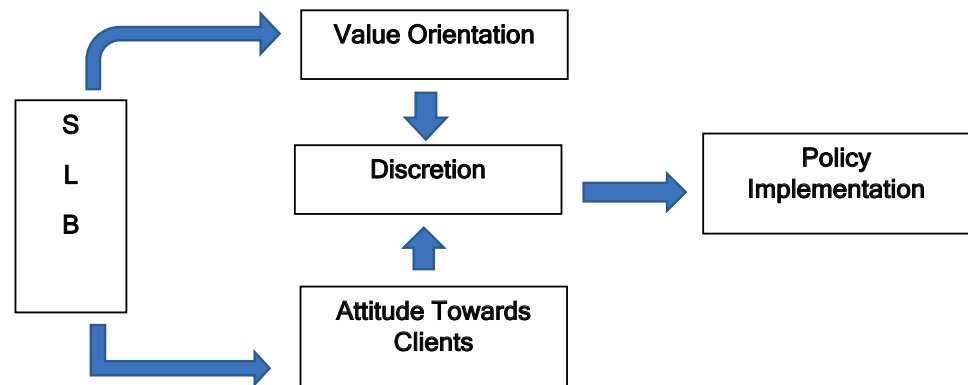 S
L
B
Value Orientation
Discretion
Attitude Towards
Clients
Policy
Implementation